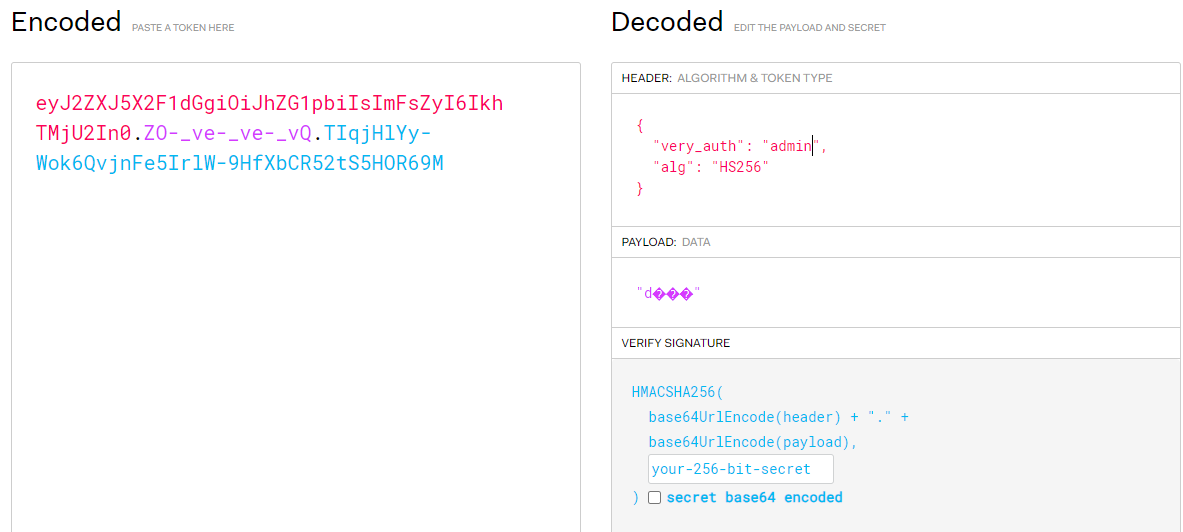 Encoded PASTE A TOKEN HERE
eyJ2ZXJ5X2F1dGgiOiJhZG1pbiIsImFsZyI6Ikh
TMjU2In0.ZO-_ve-_ve-_vQ.TIqjHlYy-
Wok6QvjnFe5IrlW-9HfXbCR52tS5HOR69M
Decoded EDIT THE PAYLOAD AND SECRET
HEADER: ALGORITHM & TOKEN TYPE
{
"very_auth": "admin",
"alg": "HS256"
}
PAYLOAD: DATA
"d���"
VERIFY SIGNATURE
HMACSHA256(
base64UrlEncode(header) + "." +
base64UrlEncode(payload),
your-256-bit-secret
) secret base64 encoded